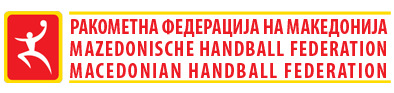 РАКОМЕТНА ФЕДЕРАЦИЈА НА МАКЕДОНИЈА
MAZEDONISCHE HANDBALL FEDERATION
MACEDONIAN HANDBALL FEDERATION